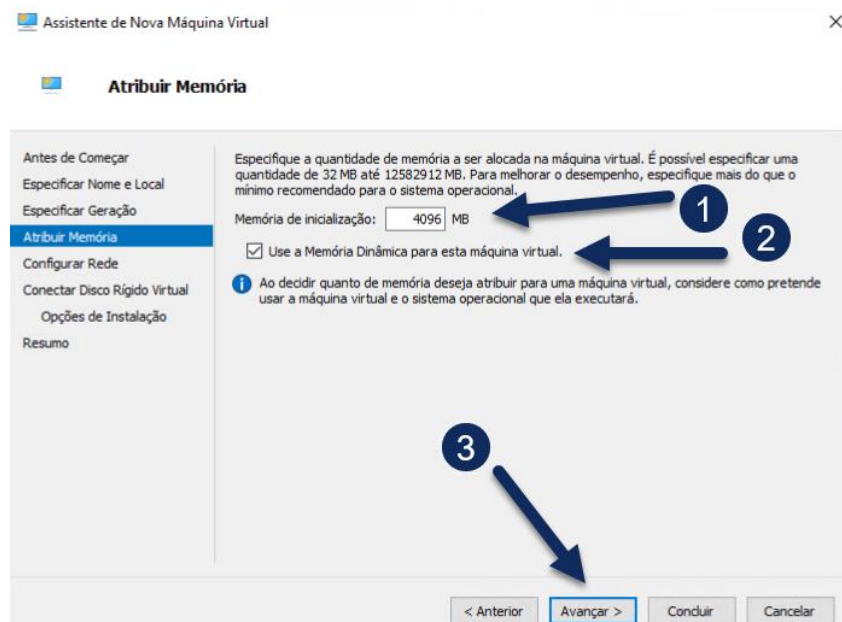 Assistente de Nova Máquina Virtual
Atribuir Memória
Antes de Começar
Especificar Nome e Local
Especificar Geração
Atribuir Memória
Configurar Rede
Conectar Disco Rígido Virtual
Opções de Instalação
Resumo
Especifique a quantidade de memória a ser alocada na máquina virtual. É possível especificar uma
quantidade de 32 MB até 12582912 MB. Para melhorar o desempenho, especifique mais do que o
mínimo recomendado para o sistema operacional.
Memória de inicialização: 4096 MB
1
Use a Memória Dinâmica para esta máquina virtual.
2
Ao decidir quanto de memória deseja atribuir para uma máquina virtual, considere como pretende
usar a máquina virtual e o sistema operacional que ela executará.
3
< Anterior Avançar > Concluir Cancelar